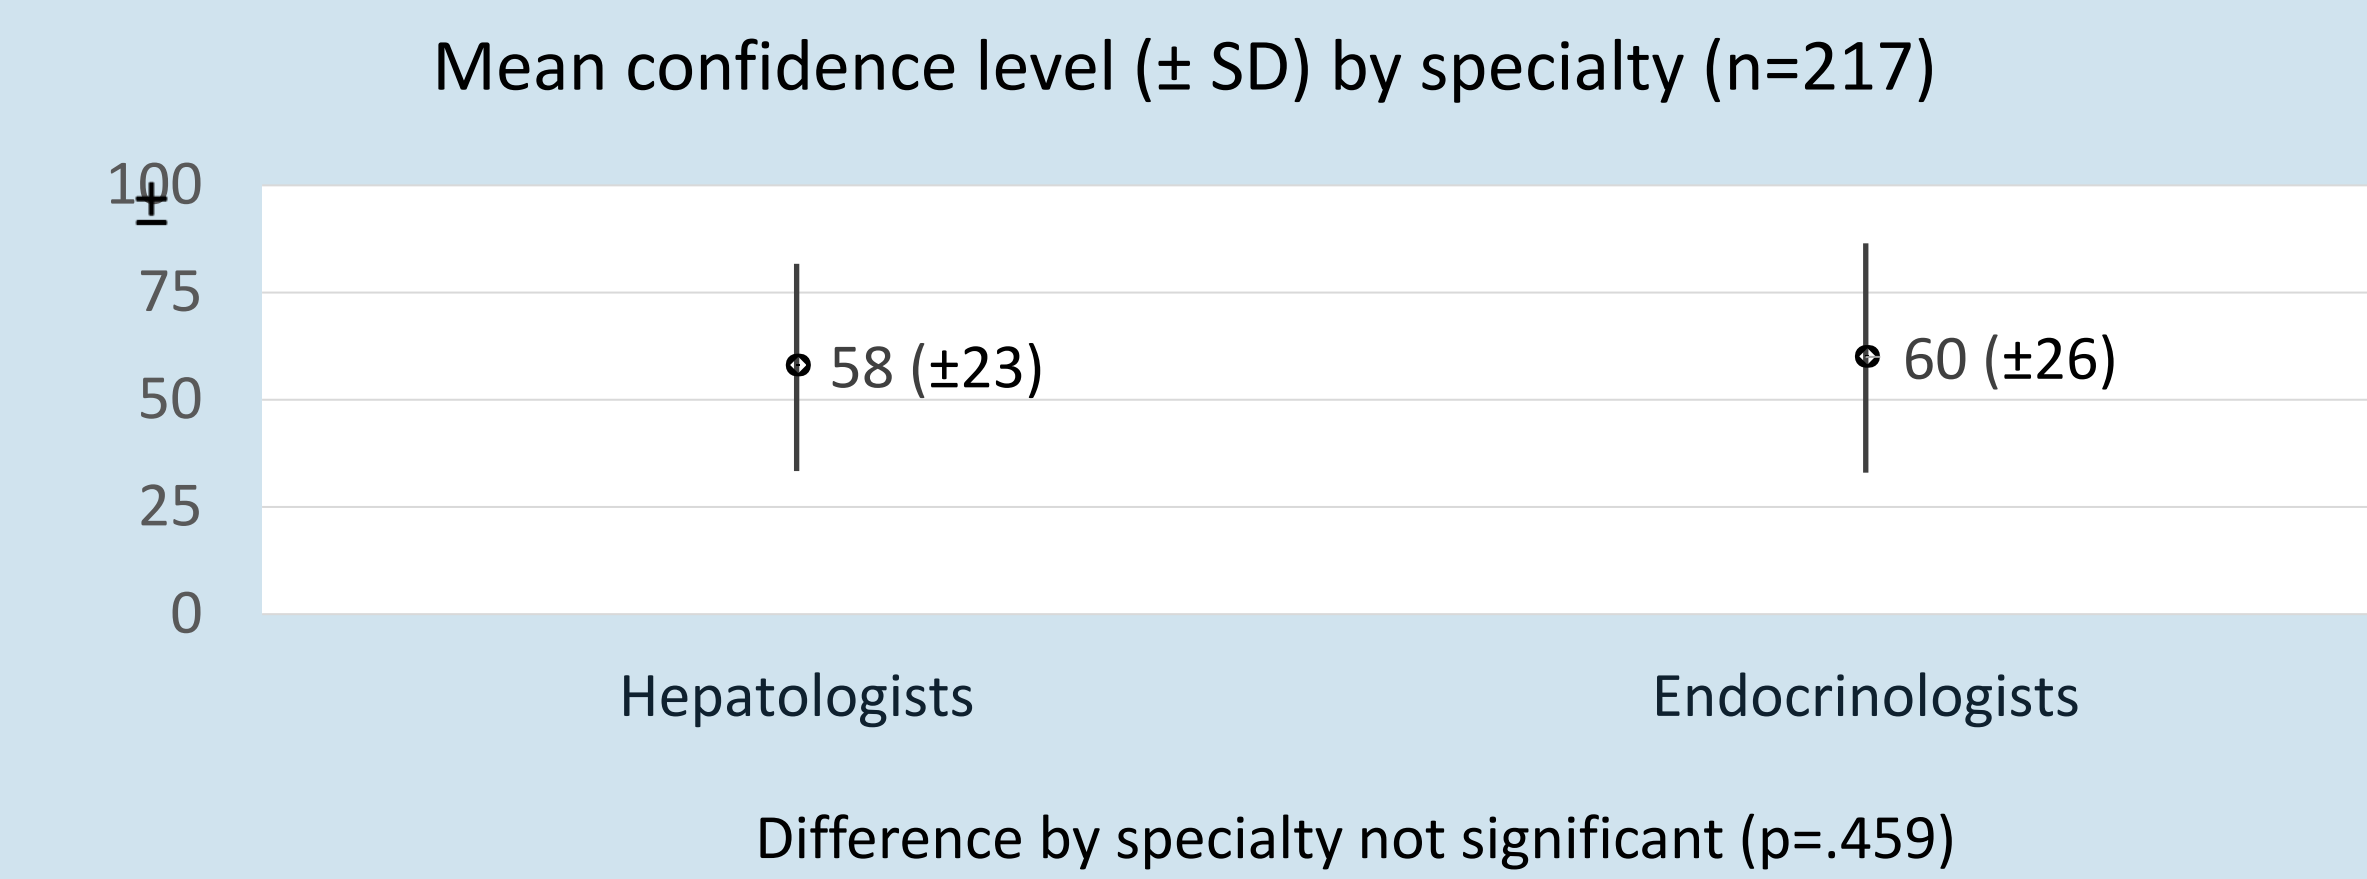 Mean confidence level (± SD) by specialty (n=217)
100
±
75
58 (±23)
60 (±26)
50
25
0
Hepatologists
Endocrinologists
Difference by specialty not significant (p=.459)